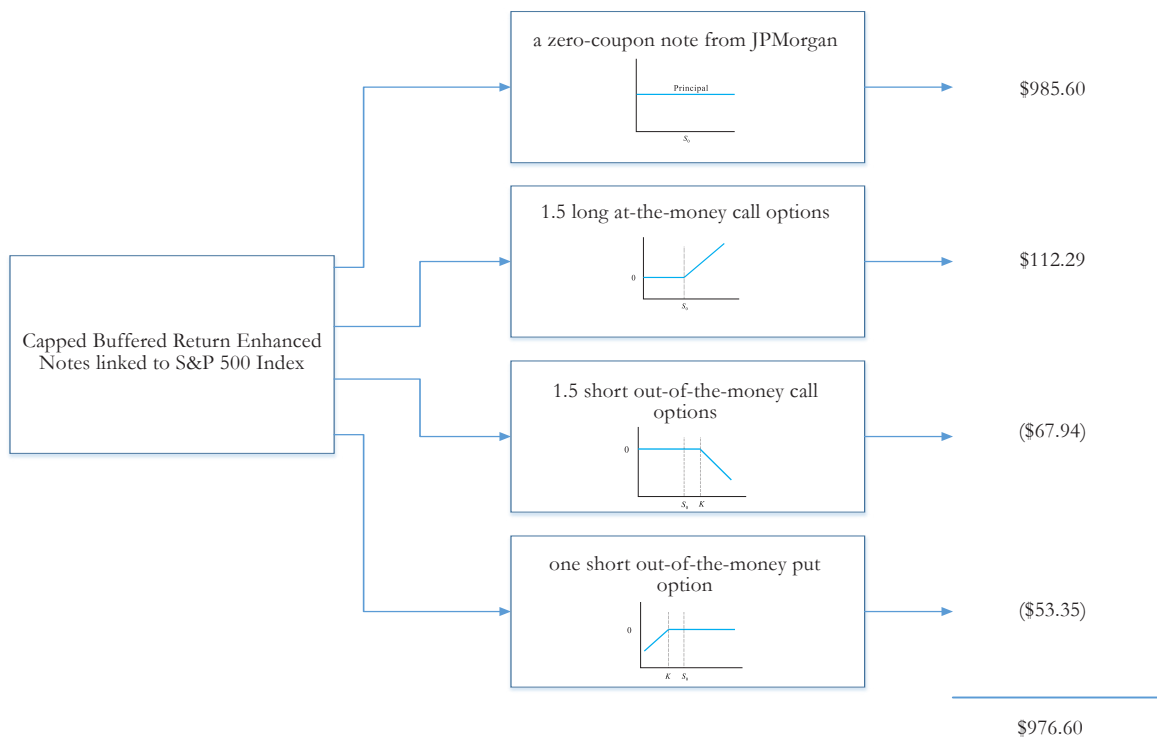 a zero-coupon note from JPMorgan
Principal
S₀
$985.60
1.5 long at-the-money call options
0
S₀
$112.29
Capped Buffered Return Enhanced
Notes linked to S&P 500 Index
1.5 short out-of-the-money call
options
0
S₀ K
($67.94)
one short out-of-the-money put
option
0
K S₀
($53.35)
$976.60